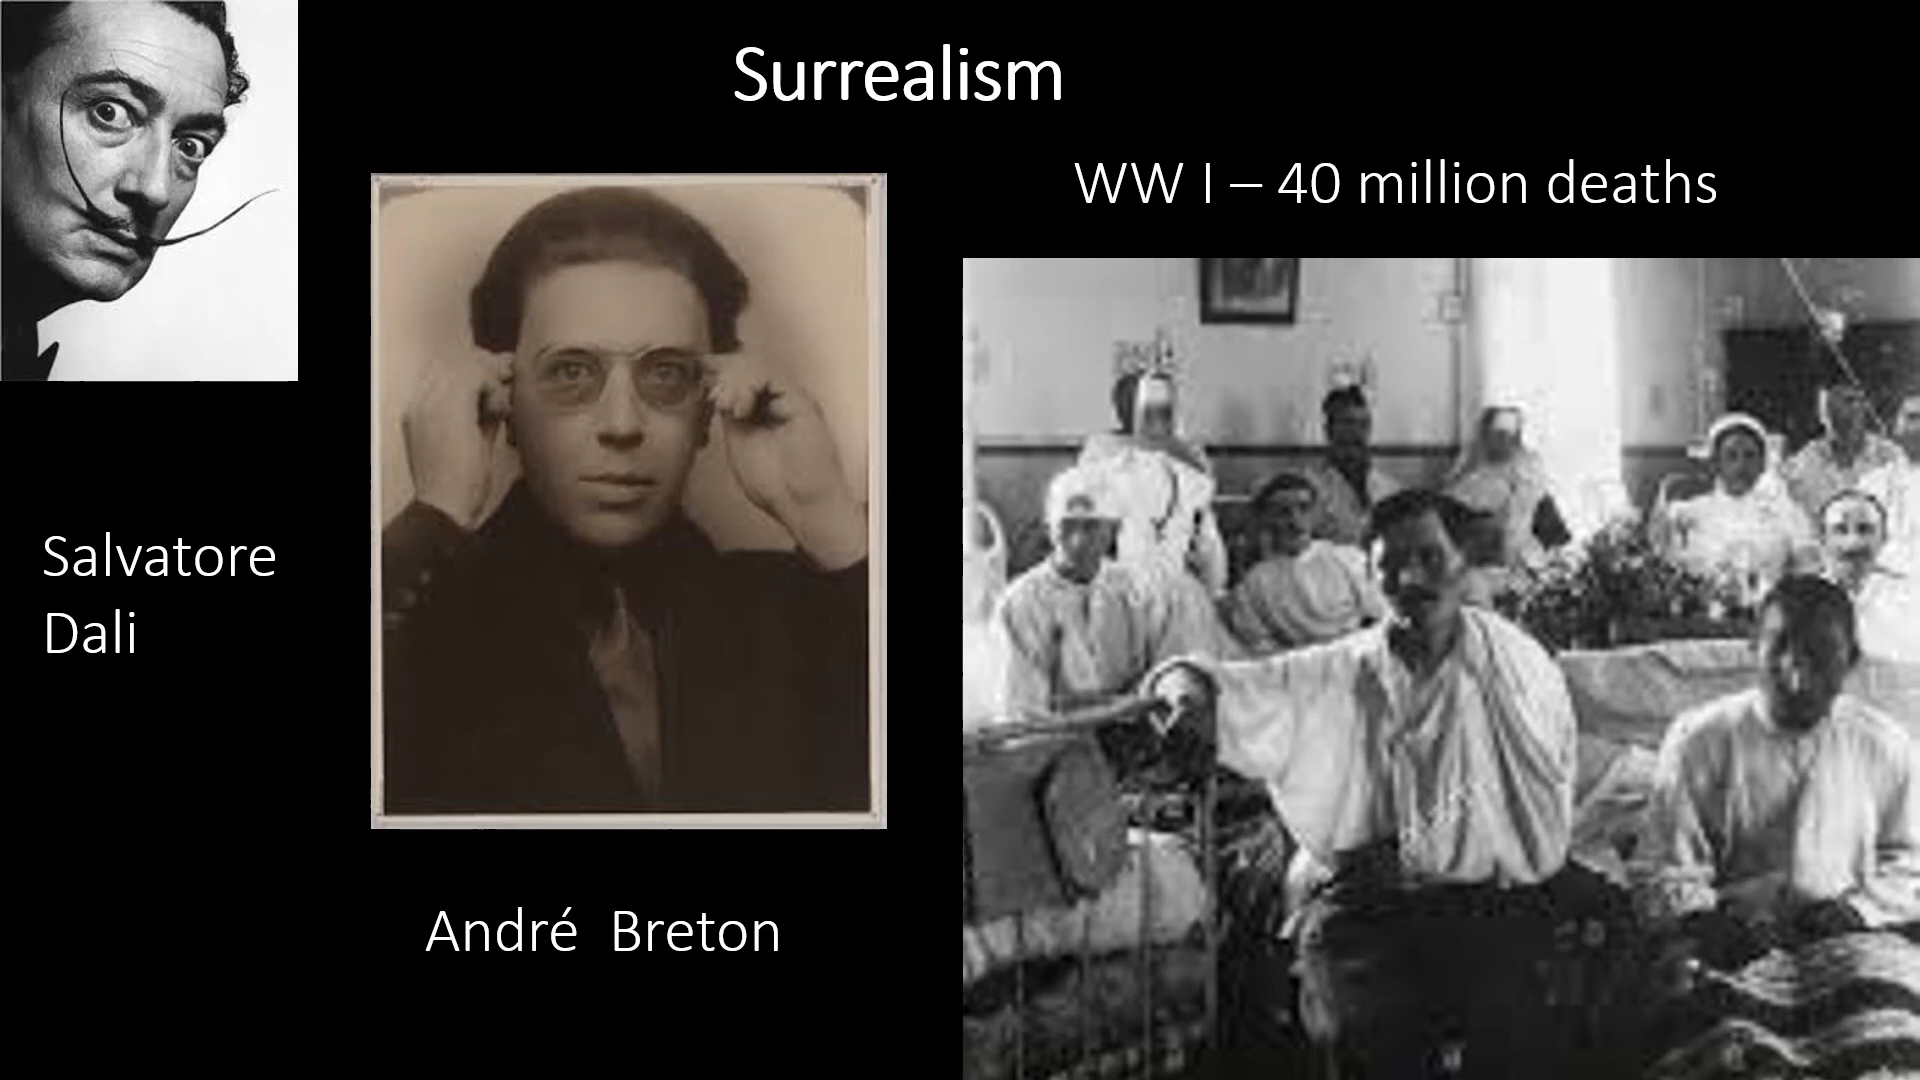 Surrealism
WW I – 40 million deaths
Salvatore
Dali
André  Breton